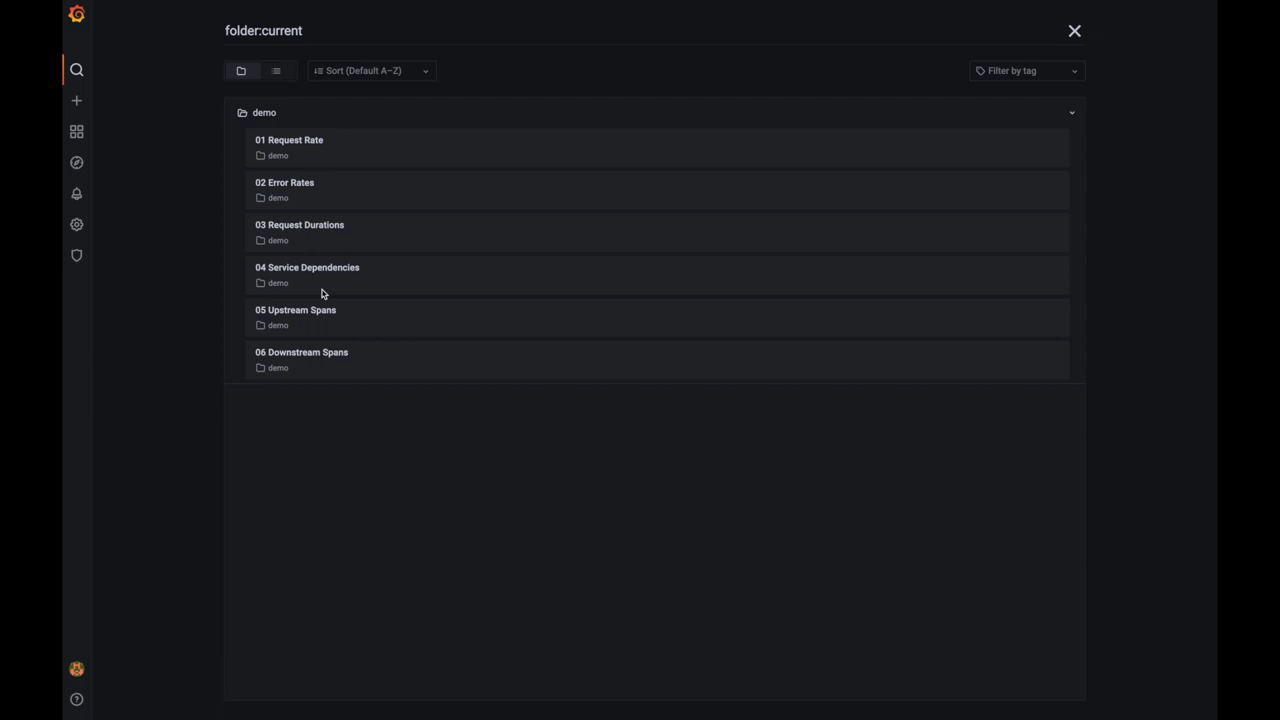 folder:current
Sort (Default A–Z)
Filter by tag
demo
01 Request Rate
demo
02 Error Rates
demo
03 Request Durations
demo
04 Service Dependencies
demo
05 Upstream Spans
demo
06 Downstream Spans
demo